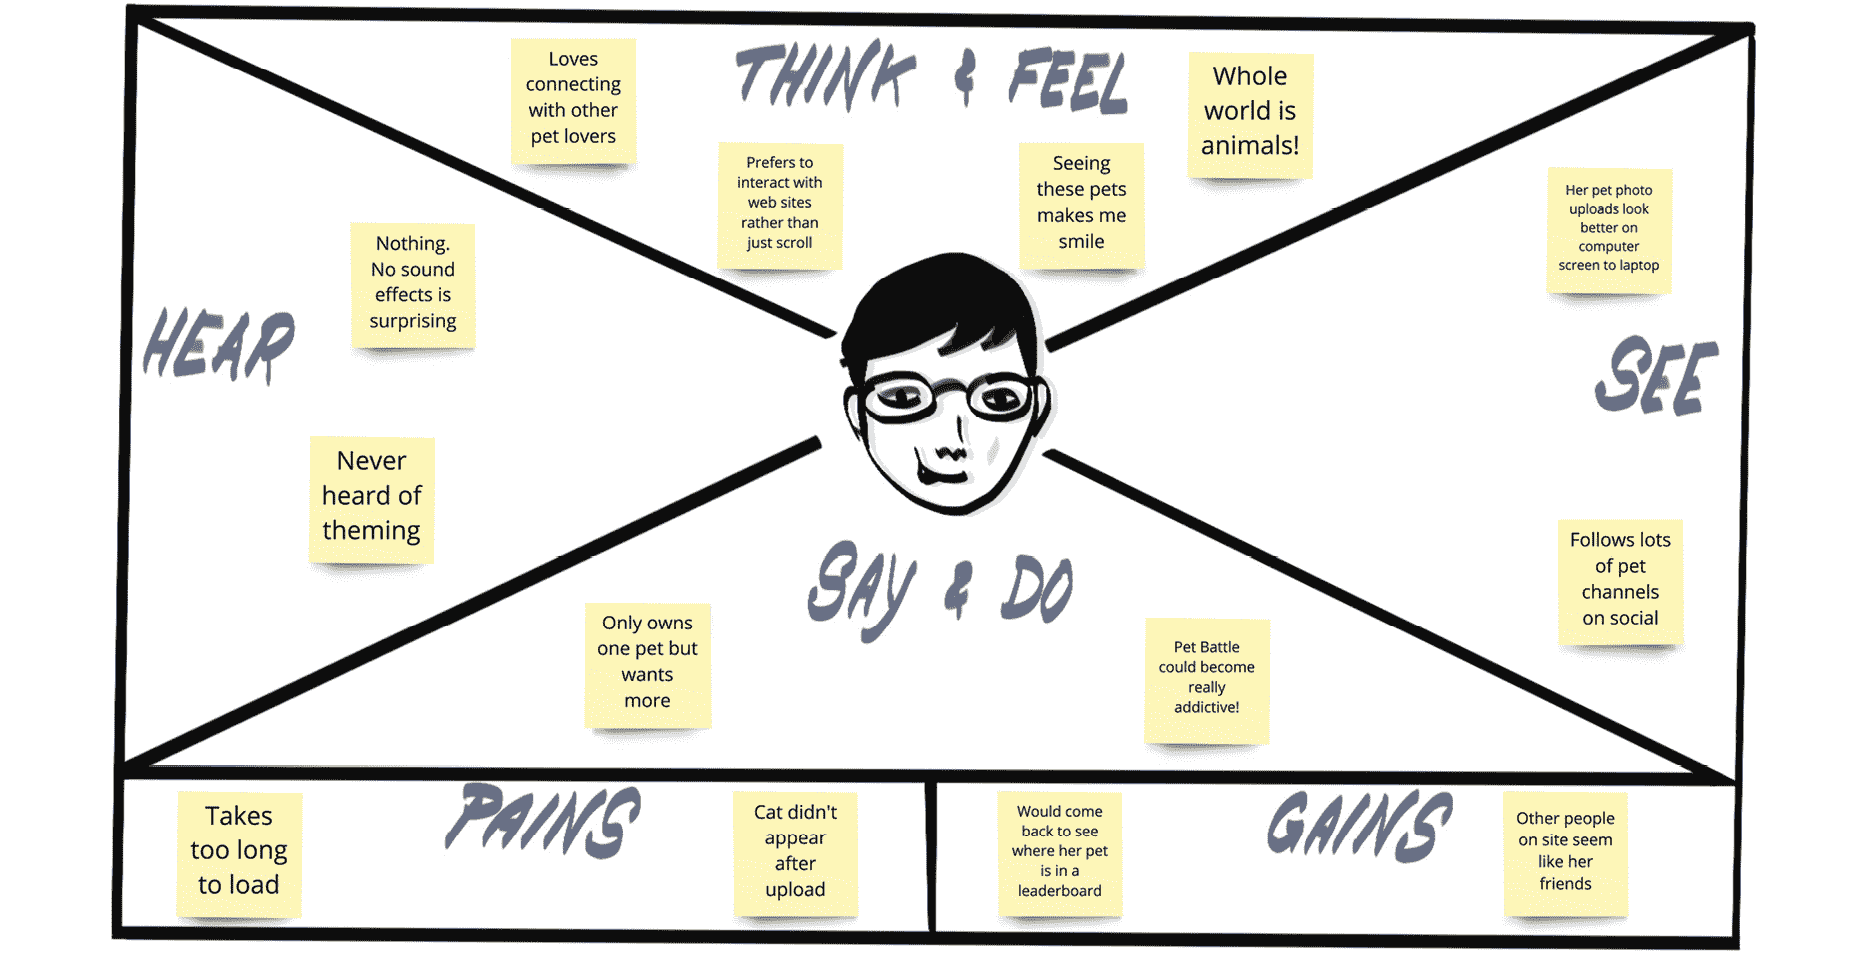 THINK & FEEL
Loves
connecting
with other
pet lovers
Prefers to
interact with
web sites
rather than
just scroll
Seeing
these pets
makes me
smile
Whole
world is
animals!
HEAR
Nothing.
No sound
effects is
surprising
Never
heard of
theming
SEE
Her pet photo
uploads look
better on
computer
screen to laptop
Follows lots
of pet
channels
on social
SAY & DO
Only owns
one pet but
wants
more
Pet Battle
could become
really
addictive!
PAINS
Takes
too long
to load
Cat didn't
appear
after
upload
GAINS
Would come
back to see
where her pet
is in a
leaderboard
Other people
on site seem
like her
friends